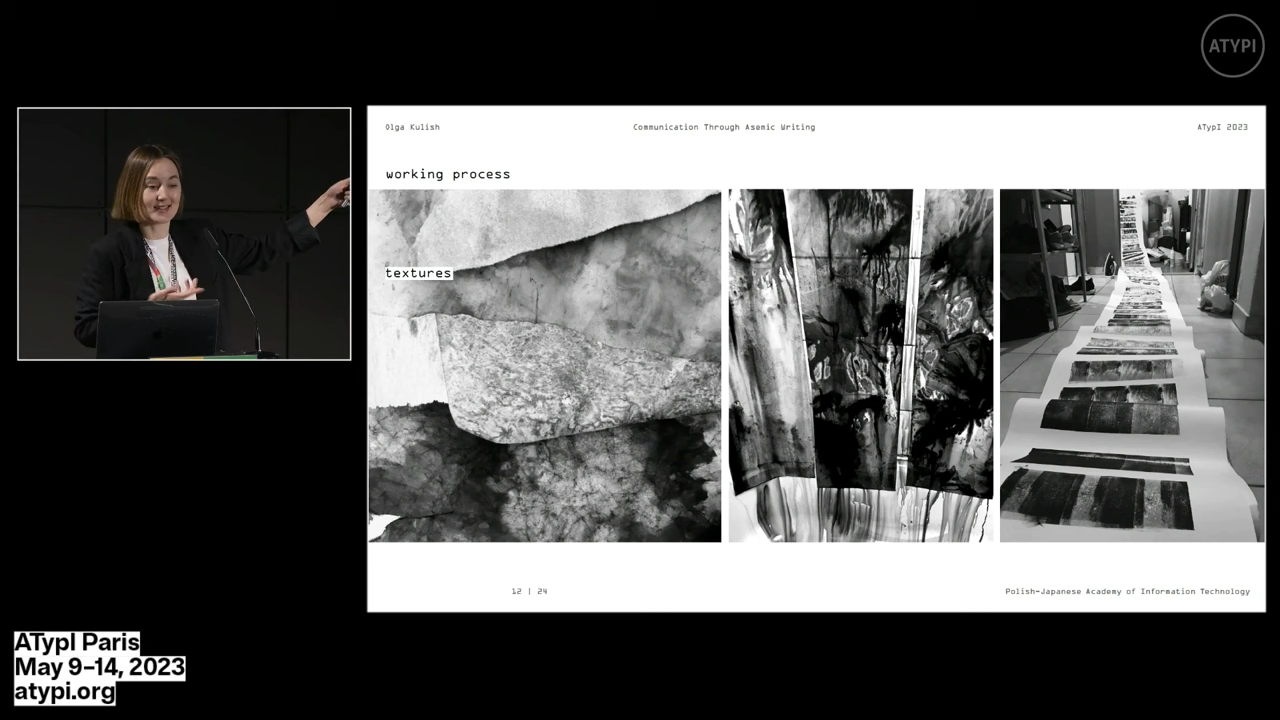 ATYPI
Olga Kulish
Communication Through Asemic Writing
ATypI 2023
working process
textures
12 | 24
Polish-Japanese Academy of Information Technology
ATypI Paris
May 9–14, 2023
atypi.org